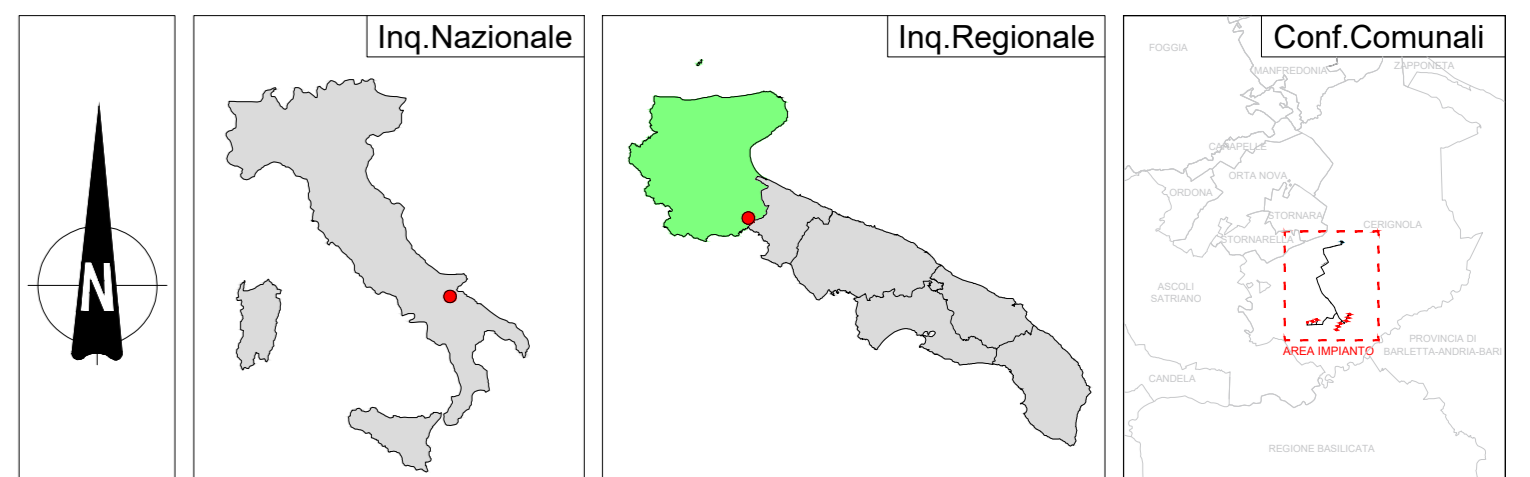 Inq.Nazionale
Inq.Regionale
Conf.Comunali
N
FOGGIA
MANFREDONIA
ZAPPONETA
CARAPELLE
ORTA NOVA
ORDONA
STORNARA
CERIGNOLA
STORNARELLA
ASCOLI
SATRIANO
PROVINCIA DI
BARLETTA-ANDRIA-BARI
AREA IMPIANTO
CANDELA
REGIONE BASILICATA